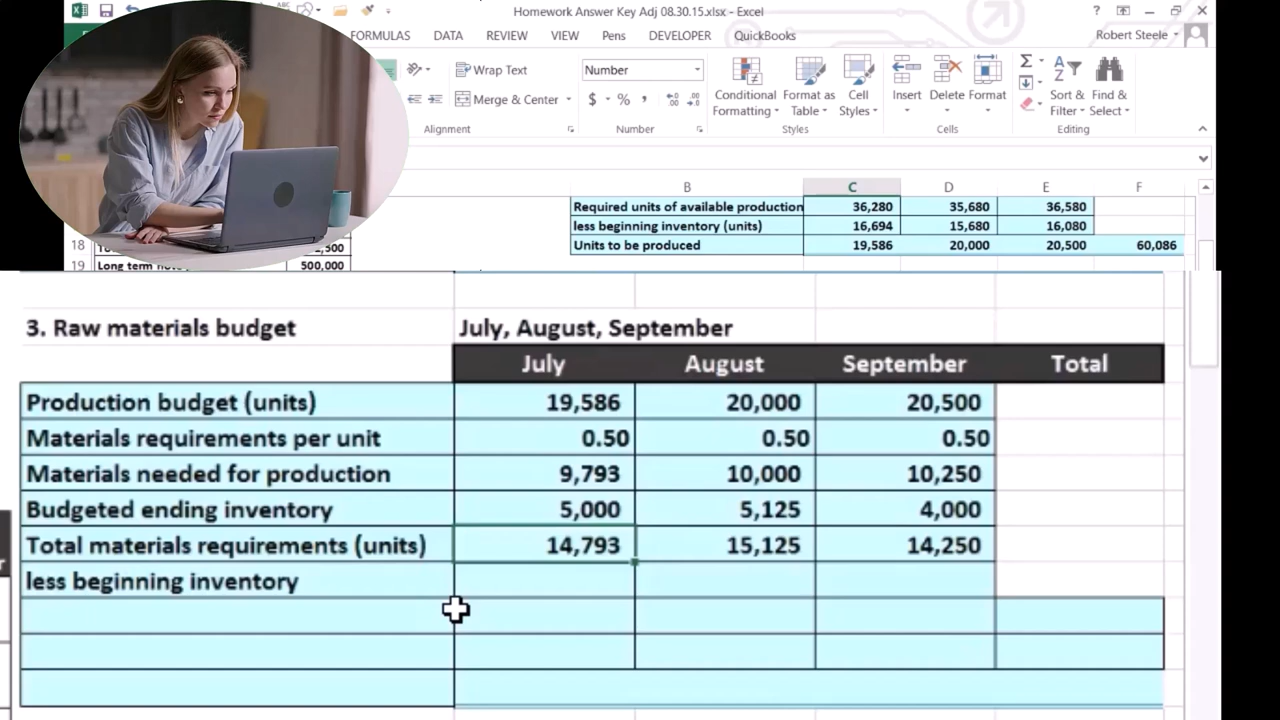 Homework Answer Key Adj 08.30.15.xlsx - Excel
FORMULAS DATA REVIEW VIEW Pens DEVELOPER QuickBooks Robert Steele
Wrap Text Number
Merge & Center $ % , Conditional Formatting Format as Table Cell Styles Insert Delete Format Sort & Filter Find & Select
Alignment Number Styles Cells Editing
B C D E F
Required units of available production 36,280 35,680 36,580
less beginning inventory (units) 16,694 15,680 16,080
18 Units to be produced 19,586 20,000 20,500 60,086
19 Long term note 500,000
3. Raw materials budget July, August, September
July August September Total
Production budget (units) 19,586 20,000 20,500
Materials requirements per unit 0.50 0.50 0.50
Materials needed for production 9,793 10,000 10,250
Budgeted ending inventory 5,000 5,125 4,000
Total materials requirements (units) 14,793 15,125 14,250
less beginning inventory